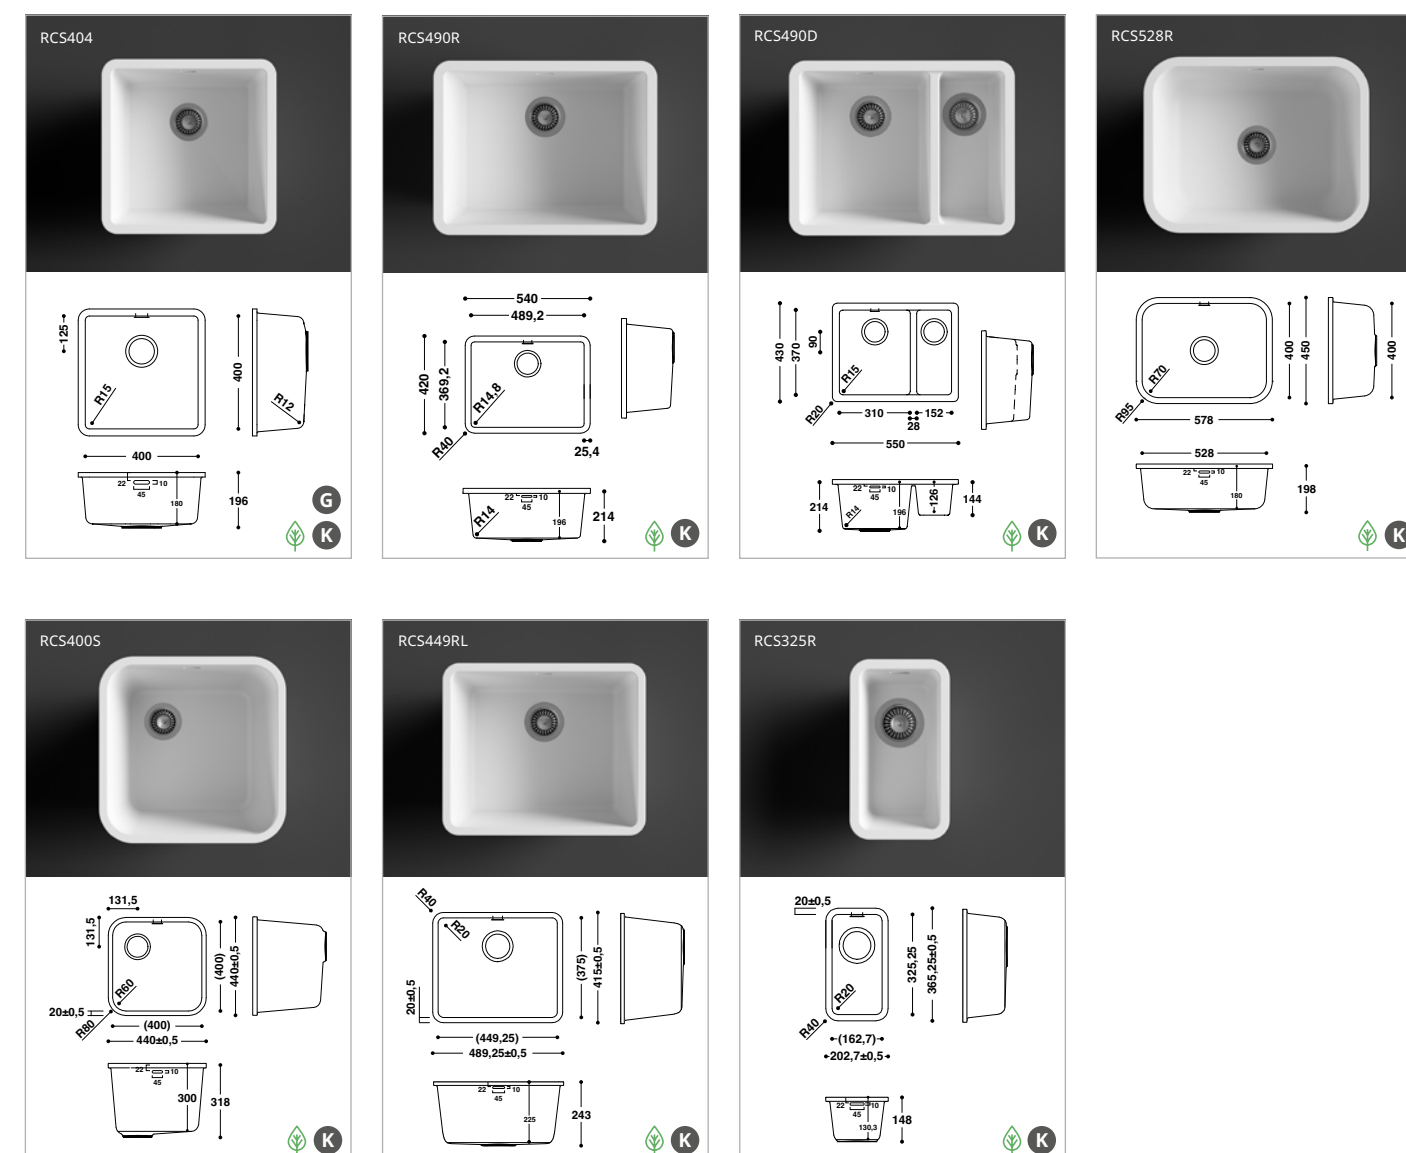 RCS404
125
R15
400
R12
400
22
10
45
180
196
G
K
RCS490R
540
489,2
420
369,2
R14,8
R40
25,4
22
10
45
R14
196
214
K
RCS490D
430
370
90
R15
R20
310
152
28
550
22
10
45
214
R14
196
126
144
K
RCS528R
R70
R95
400
450
400
578
528
22
10
45
180
198
K
RCS400S
131,5
131,5
R60
20±0,5
R80
(400)
440±0,5
(400)
440±0,5
22
10
45
300
318
K
RCS449RL
R40
R20
20±0,5
(375)
415±0,5
(449,25)
489,25±0,5
22
10
45
225
243
K
RCS325R
20±0,5
R20
R40
325,25
365,25±0,5
(162,7)
202,7±0,5
22
10
45
130,3
148
K